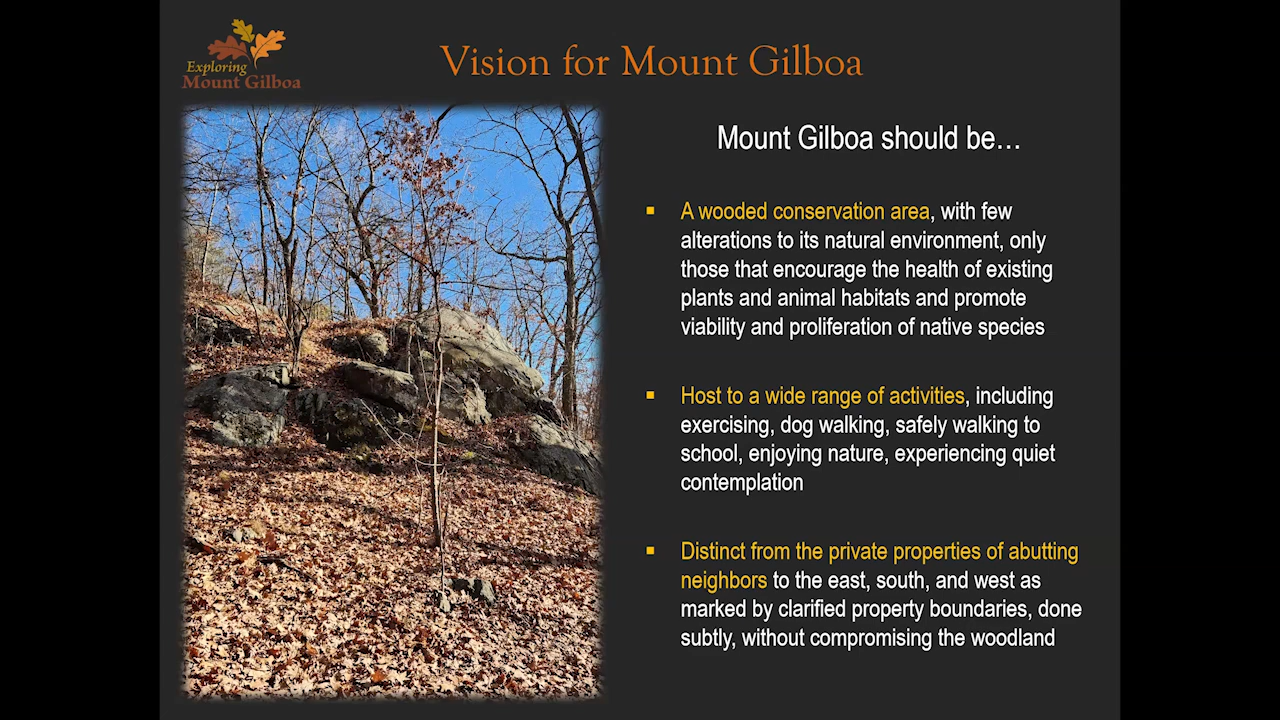 Exploring
Mount Gilboa
Vision for Mount Gilboa
Mount Gilboa should be…
▪ A wooded conservation area, with few
alterations to its natural environment, only
those that encourage the health of existing
plants and animal habitats and promote
viability and proliferation of native species
▪ Host to a wide range of activities, including
exercising, dog walking, safely walking to
school, enjoying nature, experiencing quiet
contemplation
▪ Distinct from the private properties of abutting
neighbors to the east, south, and west as
marked by clarified property boundaries, done
subtly, without compromising the woodland